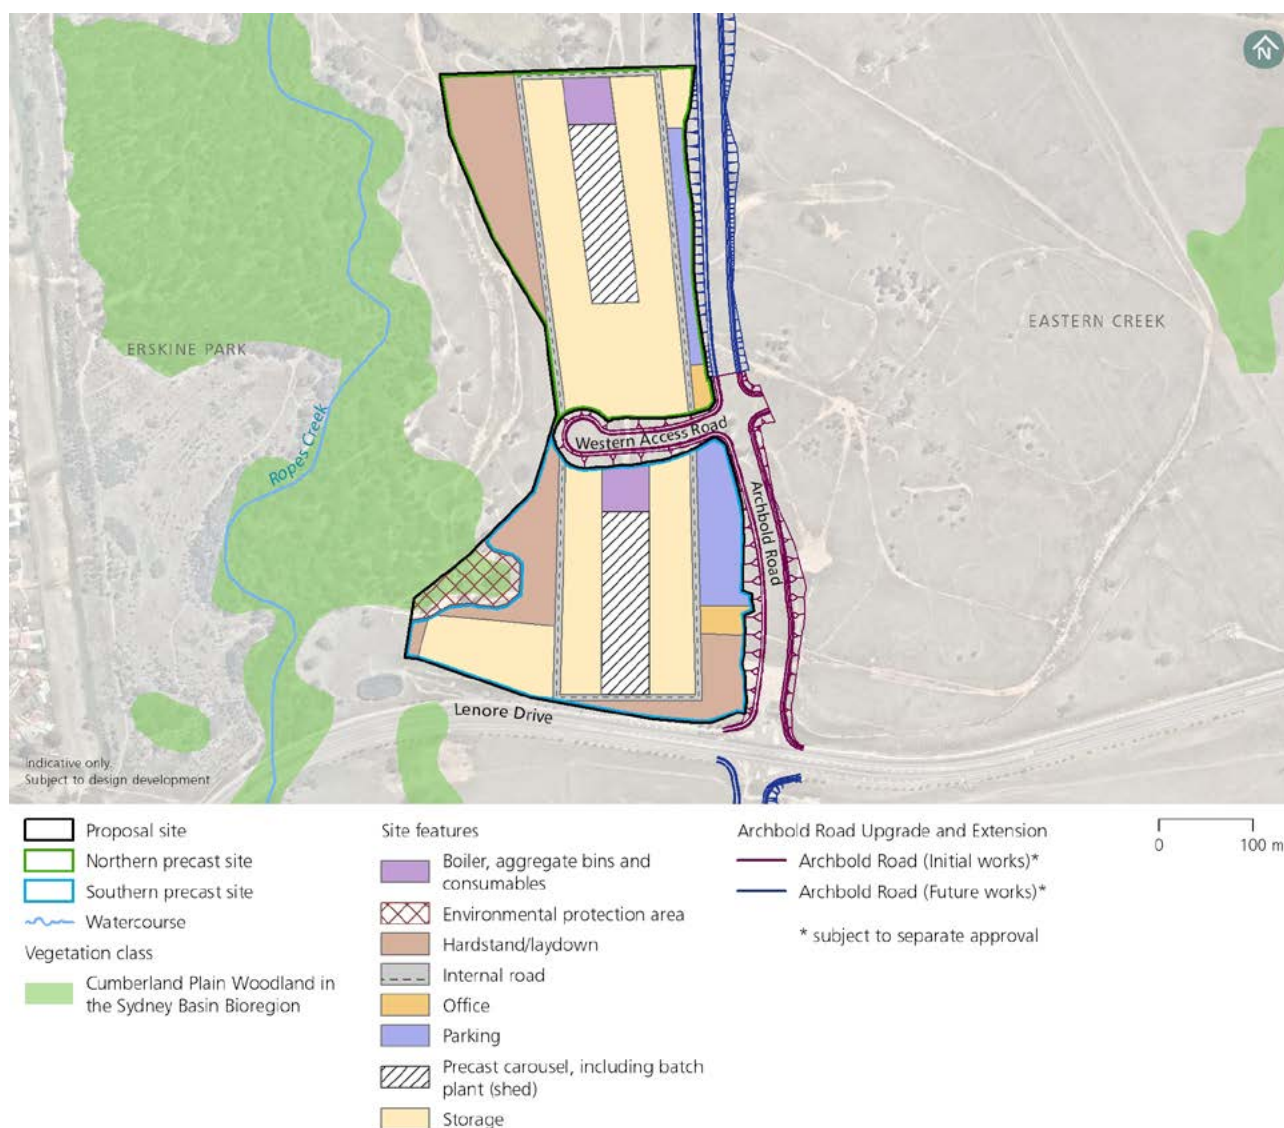 N
ERSKINE PARK
EASTERN CREEK
Ropes Creek
Western Access Road
Archbold Road
Lenore Drive
Indicative only.
Subject to design development
Proposal site
Northern precast site
Southern precast site
Watercourse
Vegetation class
Cumberland Plain Woodland in
the Sydney Basin Bioregion
Site features
Boiler, aggregate bins and
consumables
Environmental protection area
Hardstand/laydown
Internal road
Office
Parking
Precast carousel, including batch
plant (shed)
Storage
Archbold Road Upgrade and Extension
Archbold Road (Initial works)*
Archbold Road (Future works)*
* subject to separate approval
0 100 m